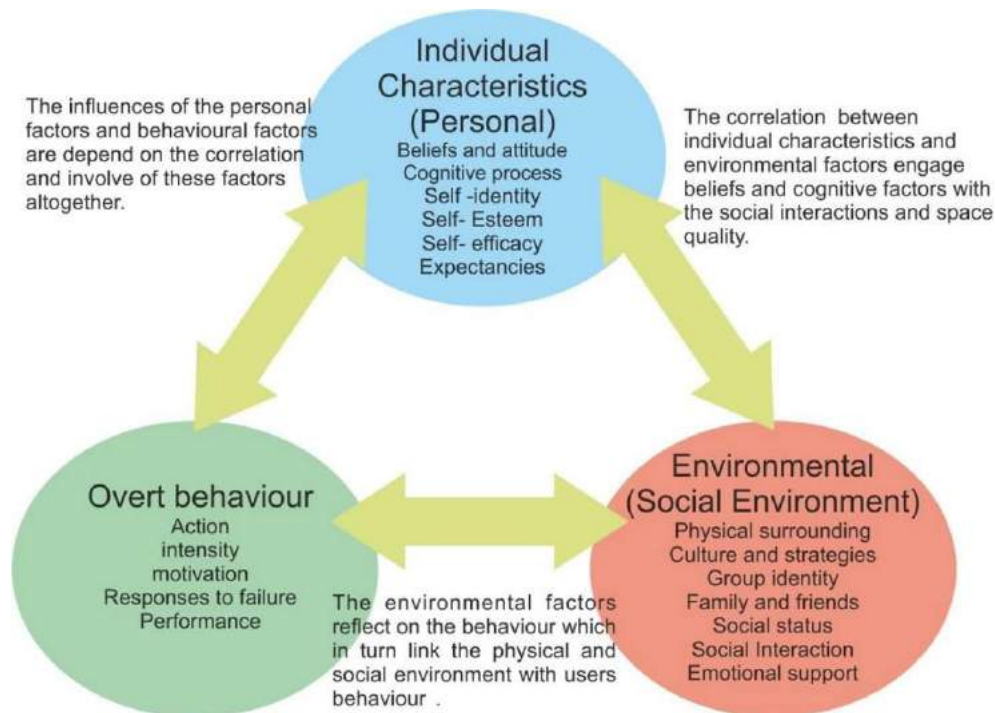 Individual
Characteristics
(Personal)
Beliefs and attitude
Cognitive process
Self -identity
Self- Esteem
Self- efficacy
Expectancies
The influences of the personal
factors and behavioural factors
are depend on the correlation
and involve of these factors
altogether.
The correlation between
individual characteristics and
environmental factors engage
beliefs and cognitive factors with
the social interactions and space
quality.
Overt behaviour
Action
intensity
motivation
Responses to failure
Performance
Environmental
(Social Environment)
Physical surrounding
Culture and strategies
Group identity
Family and friends
Social status
Social Interaction
Emotional support
The environmental factors
reflect on the behaviour which
in turn link the physical and
social environment with users
behaviour .